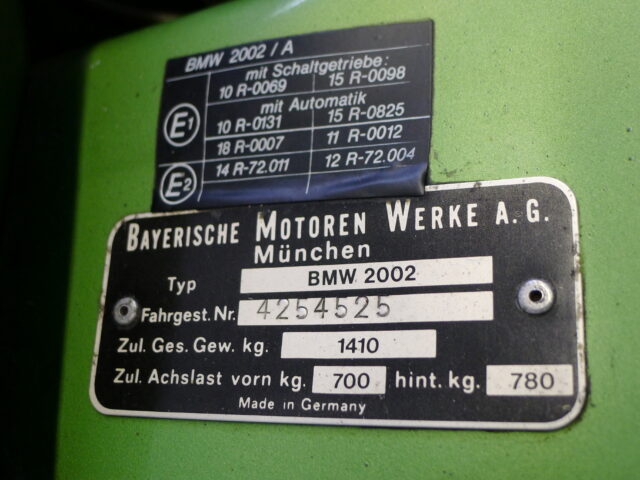 BMW 2002 / A
mit Schaltgetriebe:
10 R-0069 15 R-0098
mit Automatik
E1 10 R-0131 15 R-0825
18 R-0007 11 R-0012
E2 14 R-72.011 12 R-72.004
BAYERISCHE MOTOREN WERKE A.G.
München
Typ BMW 2002
Fahrgest. Nr. 4254525
Zul. Ges. Gew. kg. 1410
Zul. Achslast vorn kg. 700 hint. kg. 780
Made in Germany